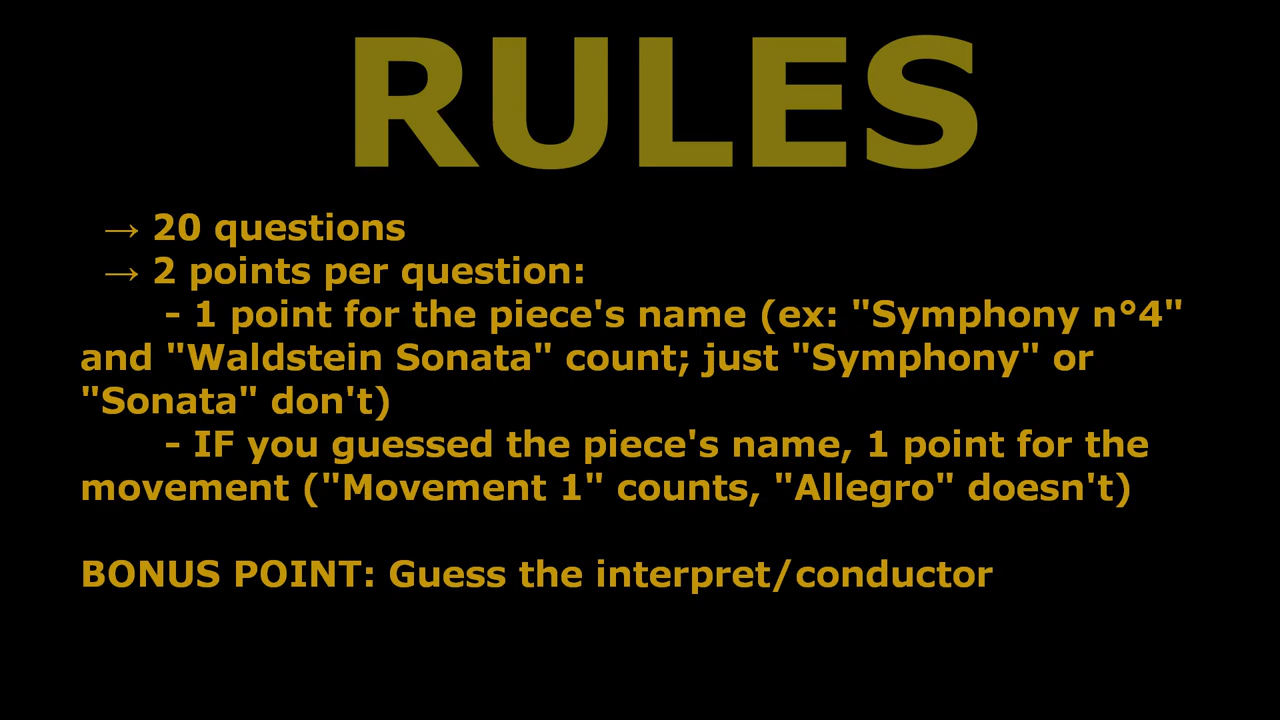 RULES
→ 20 questions
→ 2 points per question:
- 1 point for the piece's name (ex: "Symphony n°4"
and "Waldstein Sonata" count; just "Symphony" or
"Sonata" don't)
- IF you guessed the piece's name, 1 point for the
movement ("Movement 1" counts, "Allegro" doesn't)
BONUS POINT: Guess the interpret/conductor